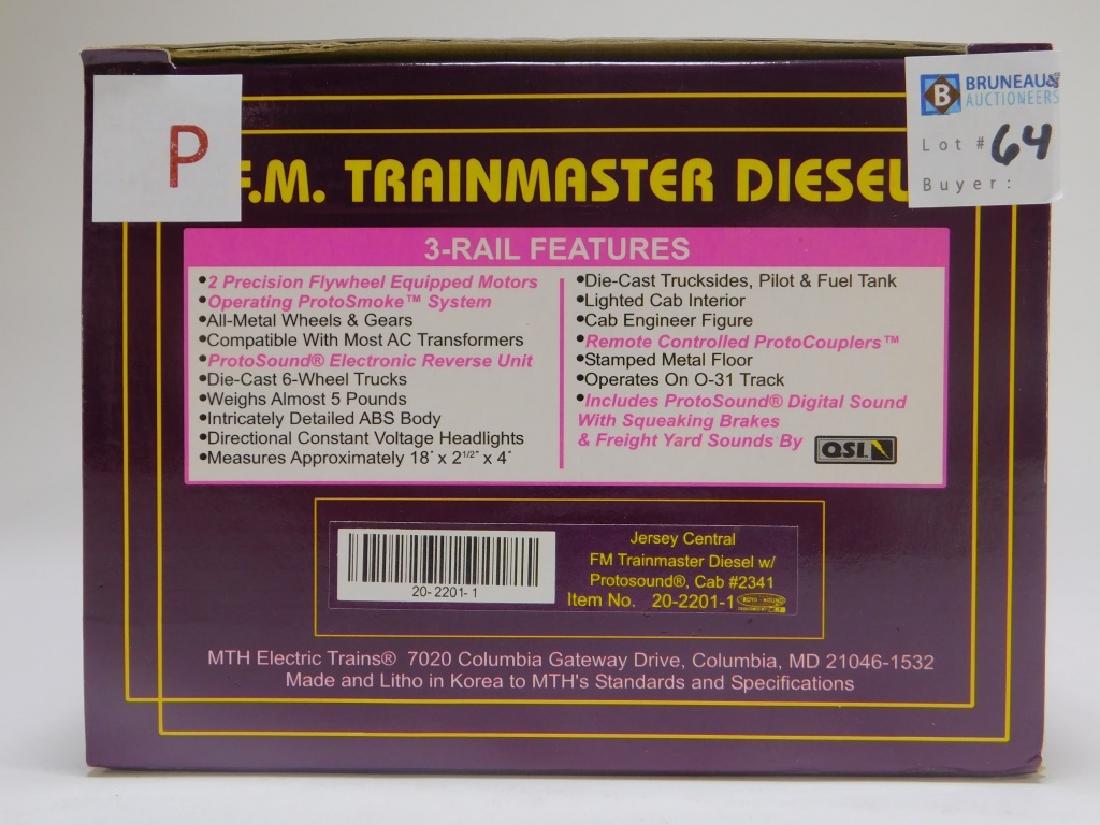 P
BRUNEAU &
AUCTIONEERS
B
Lot # 64
Buyer:
F.M. TRAINMASTER DIESEL
3-RAIL FEATURES
•2 Precision Flywheel Equipped Motors
•Operating ProtoSmoke™ System
•All-Metal Wheels & Gears
•Compatible With Most AC Transformers
•ProtoSound® Electronic Reverse Unit
•Die-Cast 6-Wheel Trucks
•Weighs Almost 5 Pounds
•Intricately Detailed ABS Body
•Directional Constant Voltage Headlights
•Measures Approximately 18" x 2 1/2" x 4"
•Die-Cast Trucksides, Pilot & Fuel Tank
•Lighted Cab Interior
•Cab Engineer Figure
•Remote Controlled ProtoCouplers™
•Stamped Metal Floor
•Operates On O-31 Track
•Includes ProtoSound® Digital Sound
With Squeaking Brakes
& Freight Yard Sounds By QSI
20-2201-1
Jersey Central
FM Trainmaster Diesel w/
Protosound®, Cab #2341
Item No. 20-2201-1
MTH Electric Trains® 7020 Columbia Gateway Drive, Columbia, MD 21046-1532
Made and Litho in Korea to MTH's Standards and Specifications